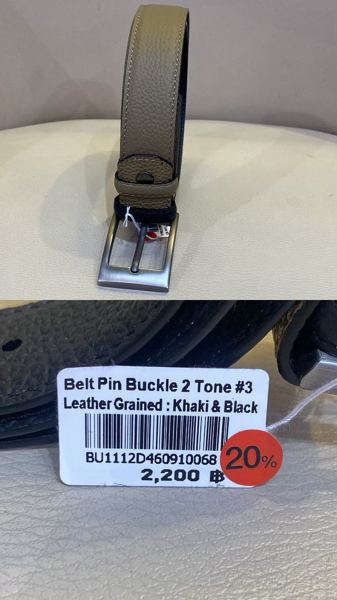 Belt Pin Buckle 2 Tone #3
Leather Grained : Khaki & Black
BU1112D460910068
2,200 ฿
20%